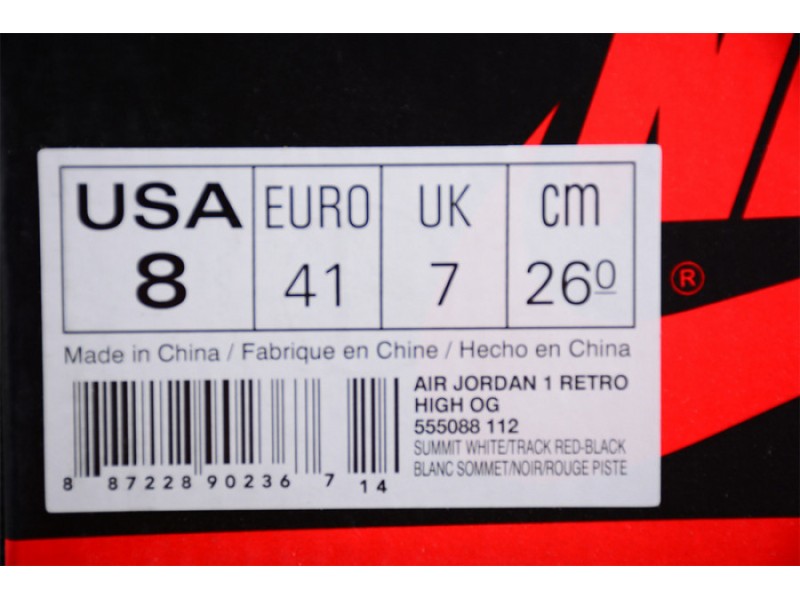 USA EURO UK cm
8 41 7 26⁰
Made in China / Fabrique en Chine / Hecho en China
AIR JORDAN 1 RETRO
HIGH OG
555088 112
SUMMIT WHITE/TRACK RED-BLACK
BLANC SOMMET/NOIR/ROUGE PISTE
8 87228 90236 7 14
®